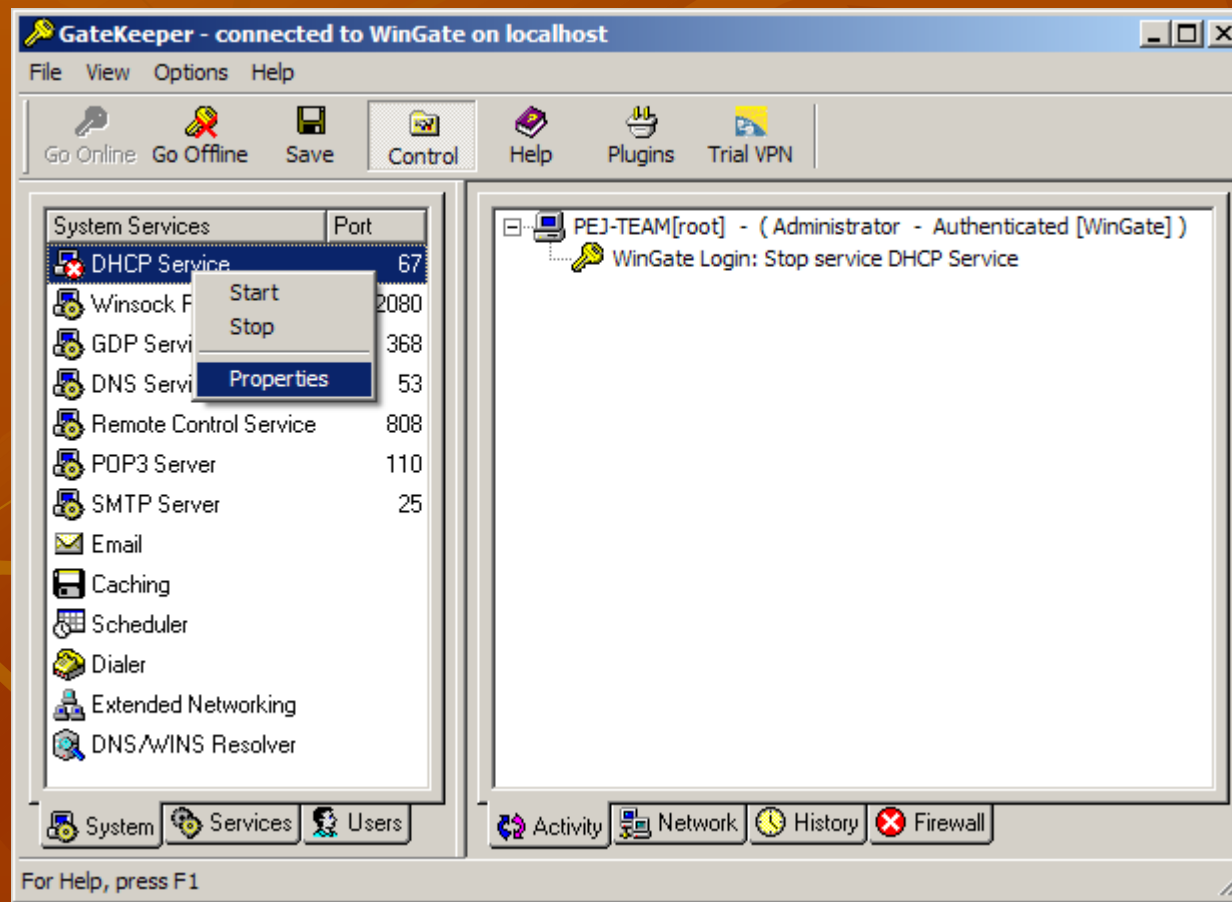 GateKeeper - connected to WinGate on localhost
File View Options Help
Go Online Go Offline Save Control Help Plugins Trial VPN
System Services Port
DHCP Service 67
Start
Stop
Properties
Winsock 2080
GDP 368
DNS 53
Remote Control Service 808
POP3 Server 110
SMTP Server 25
Email
Caching
Scheduler
Dialer
Extended Networking
DNS/WINS Resolver
System Services Users
PEJ-TEAM[root] - ( Administrator - Authenticated [WinGate] )
WinGate Login: Stop service DHCP Service
Activity Network History Firewall
For Help, press F1